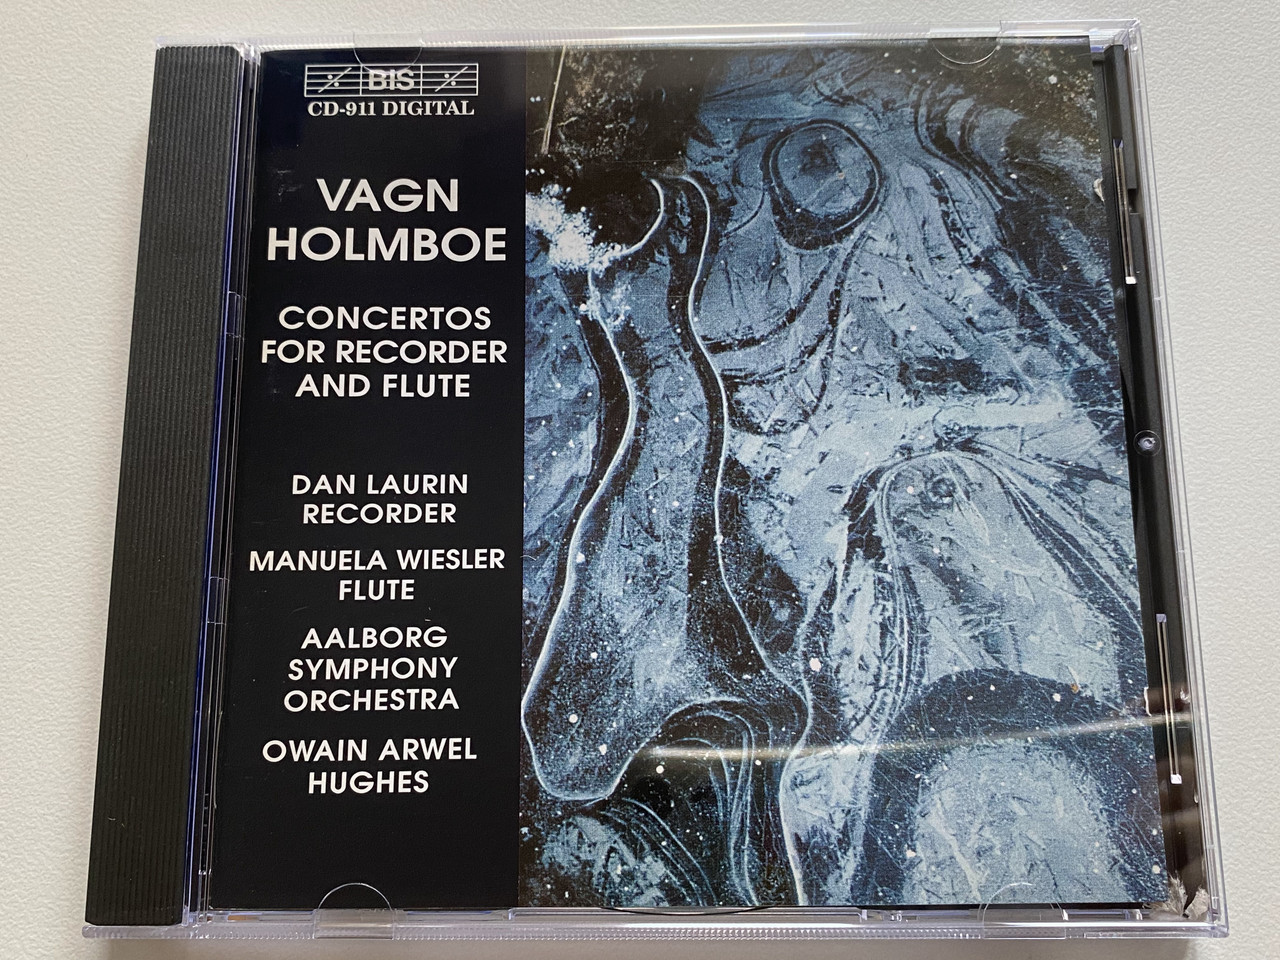 BIS
CD-911 DIGITAL
VAGN
HOLMBOE
CONCERTOS
FOR RECORDER
AND FLUTE
DAN LAURIN
RECORDER
MANUELA WIESLER
FLUTE
AALBORG
SYMPHONY
ORCHESTRA
OWAIN ARWEL
HUGHES